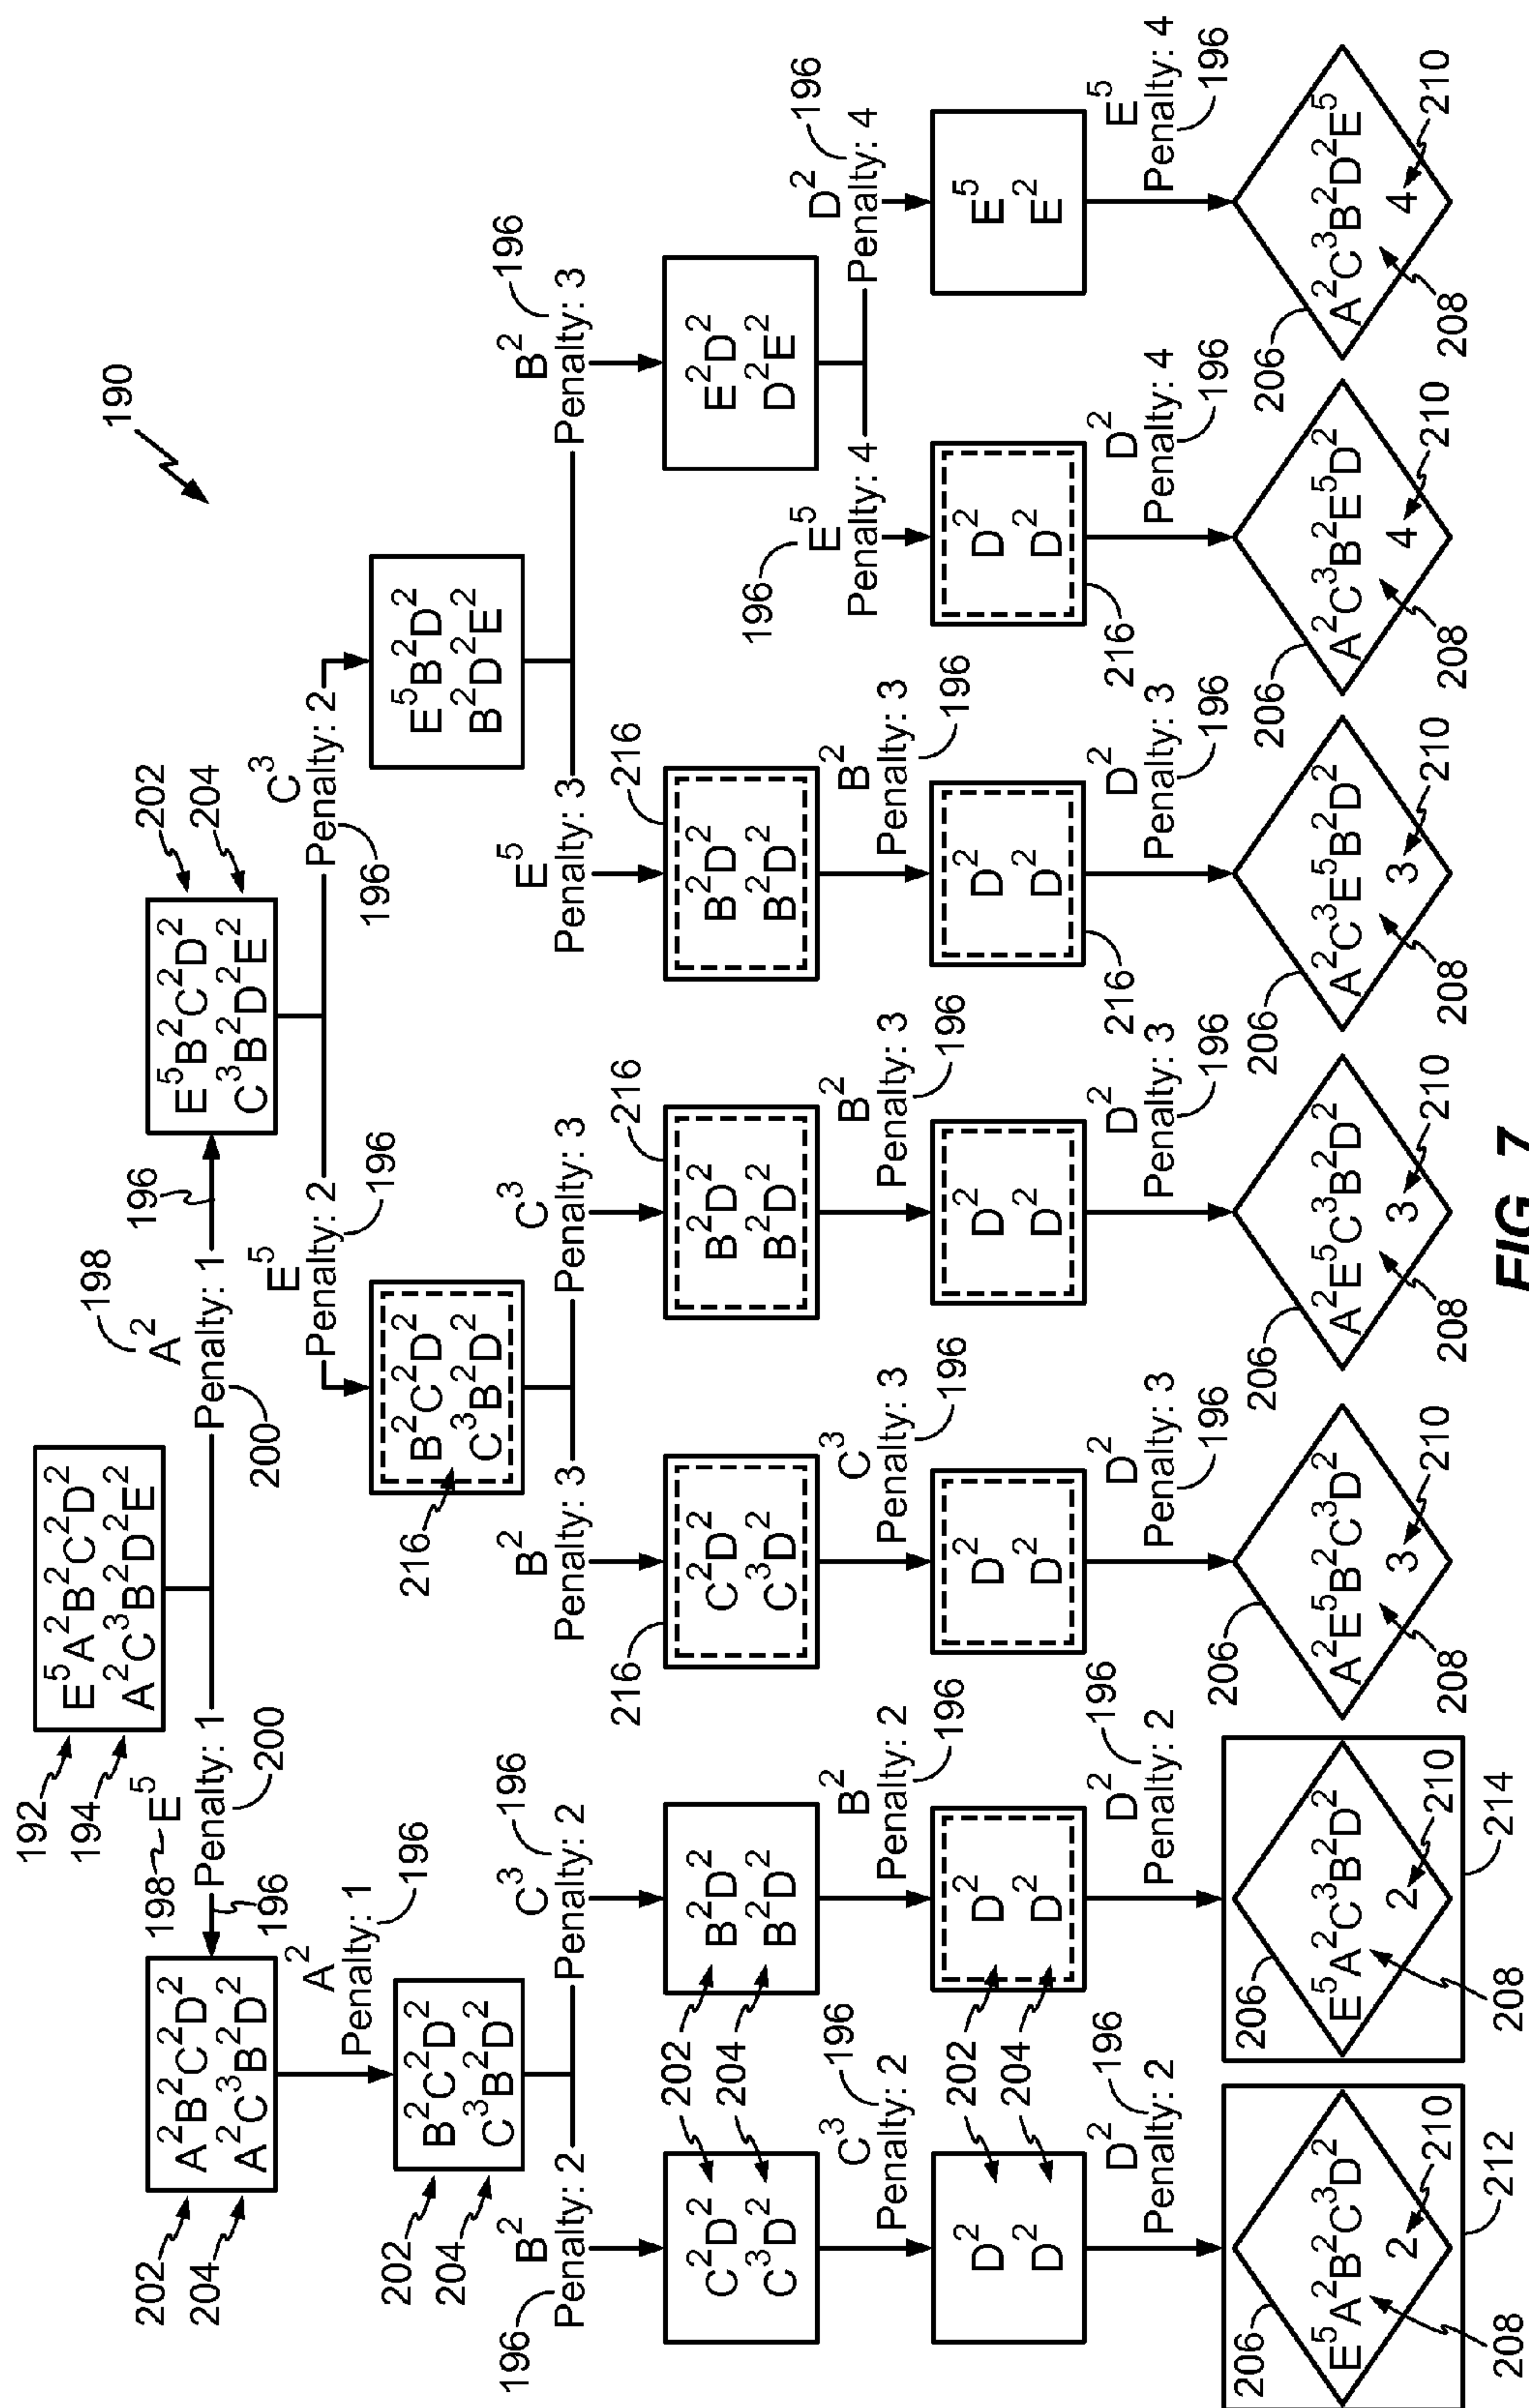 190
192
E⁵A²B²C²D²
194
A²C³B²D²E²
198 E⁵
Penalty: 1
200
196
A² 198
Penalty: 1
200
196
202
A²B²C²D²
204
A²C³B²D²
E⁵B²C²D²
202
C³B²D²E²
204
A²
Penalty: 1
196
E⁵
Penalty: 2
196
C³
Penalty: 2
196
B²C²D²
C³B²D²
202
204
B²C²D²
C³B²D²
216
E⁵B²D²
B²D²E²
B²
Penalty: 2
196
C³
Penalty: 2
196
B²
Penalty: 3
C³
Penalty: 3
E⁵
Penalty: 3
B²
Penalty: 3
196
C²D²
C³D²
202
204
B²D²
B²D²
216
C²D²
C³D²
216
B²D²
B²D²
216
B²D²
B²D²
E²D²
D²E²
C³
Penalty: 2
196
B²
Penalty: 2
196
C³
Penalty: 3
196
B²
Penalty: 3
196
B²
Penalty: 3
196
196
E⁵
Penalty: 4
D²
Penalty: 4
196
D²
D²
202
204
D²
D²
D²
D²
D²
D²
D²
D²
216
D²
D²
216
E⁵
E²
D²
Penalty: 2
196
D²
Penalty: 2
196
D²
Penalty: 3
196
D²
Penalty: 3
196
D²
Penalty: 3
196
D²
Penalty: 4
196
E⁵
Penalty: 4
196
206
206
206
206
206
206
206
E⁵A²B²C³D²
E⁵A²C³B²D²
A²E⁵B²C³D²
A²E⁵C³B²D²
A²C³E⁵B²D²
A²C³B²E⁵D²
A²C³B²D²E⁵
2
2
3
3
3
4
4
208
210
212
208
210
214
208
210
208
210
208
210
208
210
208
210
FIG. 7